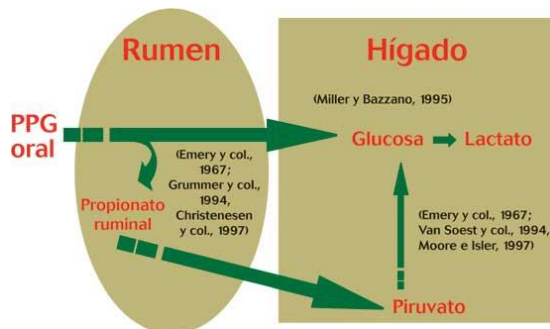 Rumen
Hígado
PPG
oral
(Miller y Bazzano, 1995)
Glucosa
Lactato
(Emery y col.,
1967;
Grummer y col.,
1994,
Christenesen
y col., 1997)
Propionato
ruminal
(Emery y col., 1967;
Van Soest y col., 1994,
Moore e Isler, 1997)
Piruvato